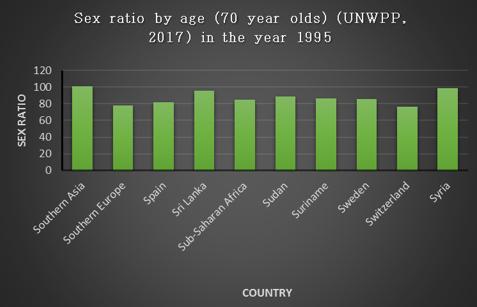 Sex ratio by age (70 year olds) (UNWPP,
2017) in the year 1995
SEX RATIO
120
100
80
60
40
20
0
Southern Asia
Southern Europe
Spain
Sri Lanka
Sub-Saharan Africa
Sudan
Suriname
Sweden
Switzerland
Syria
COUNTRY